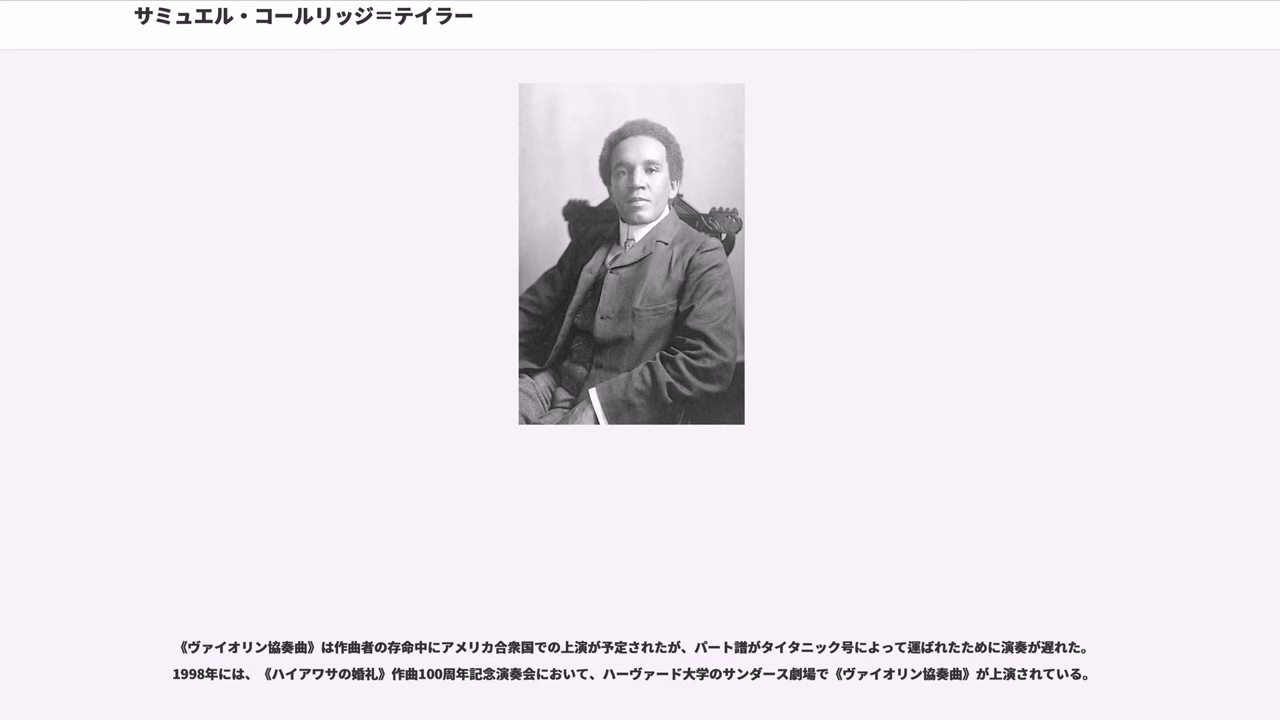 サミュエル・コールリッジ＝テイラー
《ヴァイオリン協奏曲》は作曲者の存命中にアメリカ合衆国での上演が予定されたが、パート譜がタイタニック号によって運ばれたために演奏が遅れた。
1998年には、《ハイアワサの婚礼》作曲100周年記念演奏会において、ハーヴァード大学のサンダース劇場で《ヴァイオリン協奏曲》が上演されている。